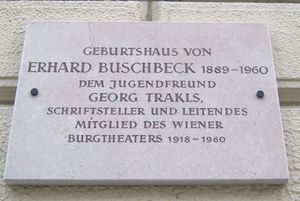 GEBURTSHAUS VON
ERHARD BUSCHBECK 1889-1960
DEM JUGENDFREUND
GEORG TRAKLS,
SCHRIFTSTELLER UND LEITENDES
MITGLIED DES WIENER
BURGTHEATERS 1918-1960